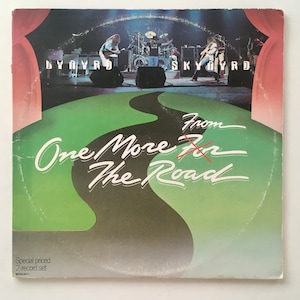 LYNYRD SKYNYRD
From
One More For
The Road
Special priced
2-record set